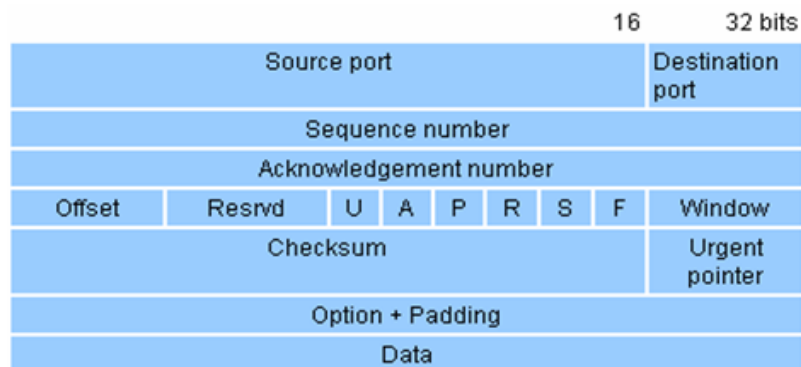 16 32 bits
Source port Destination
port
Sequence number
Acknowledgement number
Offset Resrvd U A P R S F Window
Checksum Urgent
pointer
Option + Padding
Data